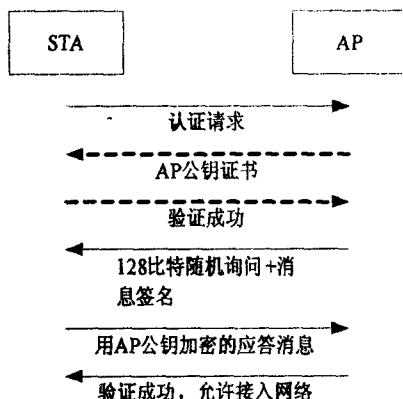 STA
AP
认证请求
AP公钥证书
验证成功
128比特随机询问+消
息签名
用AP公钥加密的应答消息
验证成功，允许接入网络